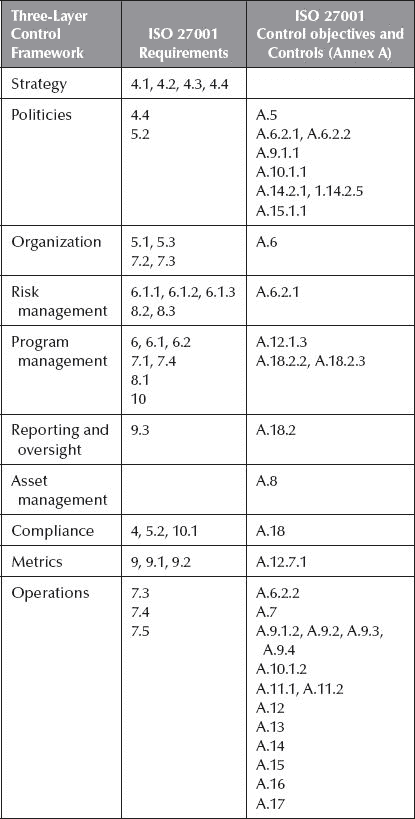 Three-Layer Control Framework
ISO 27001 Requirements
ISO 27001 Control objectives and Controls (Annex A)
Strategy
4.1, 4.2, 4.3, 4.4
Politicies
4.4
5.2
A.5
A.6.2.1, A.6.2.2
A.9.1.1
A.10.1.1
A.14.2.1, 1.14.2.5
A.15.1.1
Organization
5.1, 5.3
7.2, 7.3
A.6
Risk
management
6.1.1, 6.1.2, 6.1.3
8.2, 8.3
A.6.2.1
Program
management
6, 6.1, 6.2
7.1, 7.4
8.1
10
A.12.1.3
A.18.2.2, A.18.2.3
Reporting and
oversight
9.3
A.18.2
Asset
management
A.8
Compliance
4, 5.2, 10.1
A.18
Metrics
9, 9.1, 9.2
A.12.7.1
Operations
7.3
7.4
7.5
A.6.2.2
A.7
A.9.1.2, A.9.2, A.9.3,
A.9.4
A.10.1.2
A.11.1, A.11.2
A.12
A.13
A.14
A.15
A.16
A.17